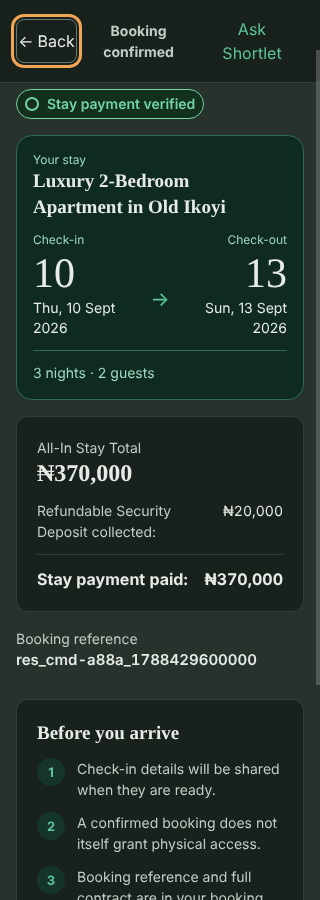 ← Back
Booking
confirmed
Ask
Shortlet
Stay payment verified
Your stay
Luxury 2-Bedroom
Apartment in Old Ikoyi
Check-in
Check-out
10
→
13
Thu, 10 Sept
2026
Sun, 13 Sept
2026
3 nights · 2 guests
All-In Stay Total
₦370,000
Refundable Security
Deposit collected:
₦20,000
Stay payment paid: ₦370,000
Booking reference
res_cmd-a88a_1788429600000
Before you arrive
1 Check-in details will be shared
when they are ready.
2 A confirmed booking does not
itself grant physical access.
3 Booking reference and full
contract are in your booking